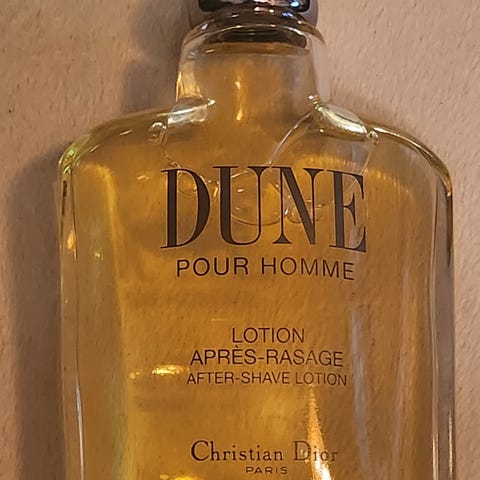 DUNE
POUR HOMME
LOTION
APRÈS-RASAGE
AFTER-SHAVE LOTION
Christian Dior
PARIS